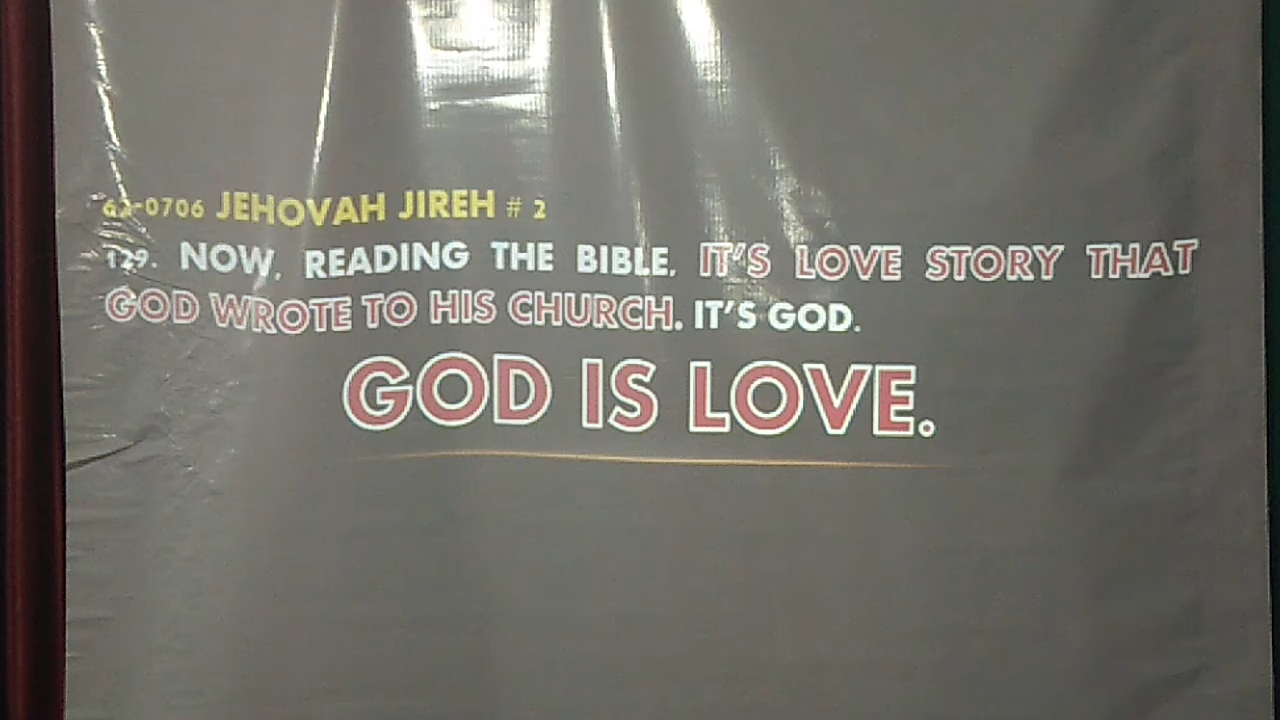 62-0706 JEHOVAH JIREH # 2
129. NOW, READING THE BIBLE, IT'S LOVE STORY THAT
GOD WROTE TO HIS CHURCH. IT'S GOD.
GOD IS LOVE.